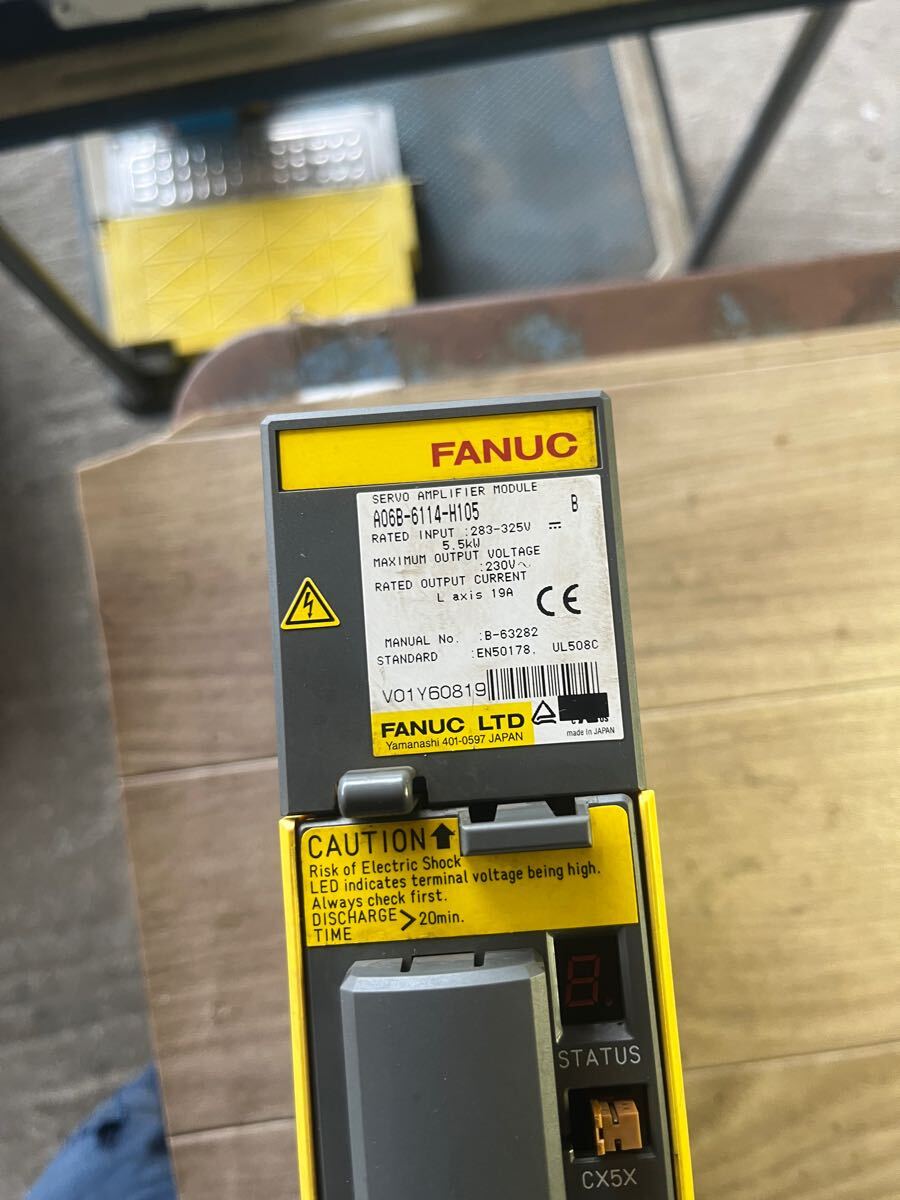 FANUC
SERVO AMPLIFIER MODULE
A06B-6114-H105 B
RATED INPUT :283-325V ⎓
5.5kW
MAXIMUM OUTPUT VOLTAGE
:230V~
RATED OUTPUT CURRENT
L axis 19A
CE
MANUAL No. :B-63282
STANDARD :EN50178. UL508C
V01Y60819
FANUC LTD
Yamanashi 401-0597 JAPAN
US
made in JAPAN
CAUTION
Risk of Electric Shock
LED indicates terminal voltage being high.
Always check first.
DISCHARGE TIME > 20min.
8.
STATUS
CX5X